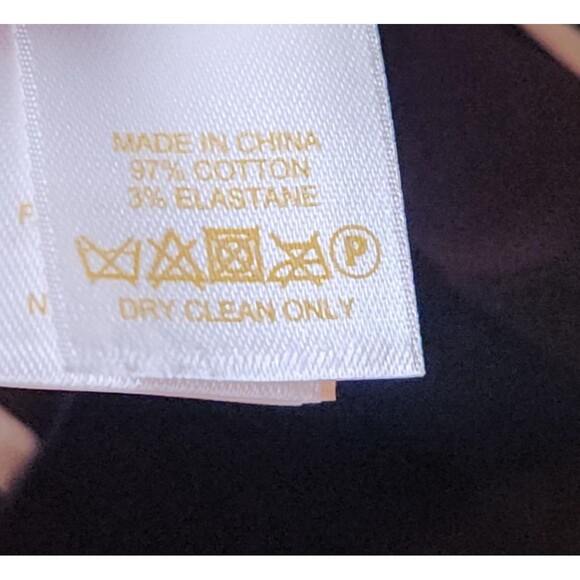 MADE IN CHINA
97% COTTON
3% ELASTANE
P
DRY CLEAN ONLY
N